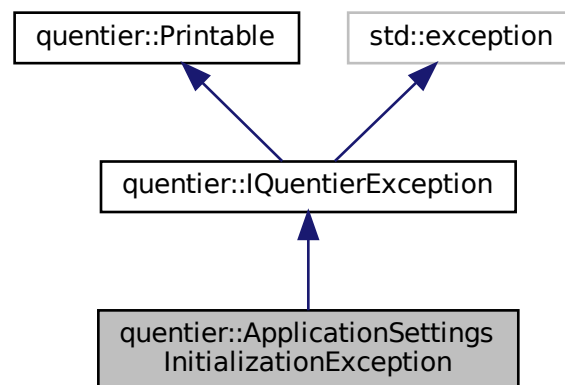 quentier::Printable
std::exception
quentier::IQuentierException
quentier::ApplicationSettings
InitializationException